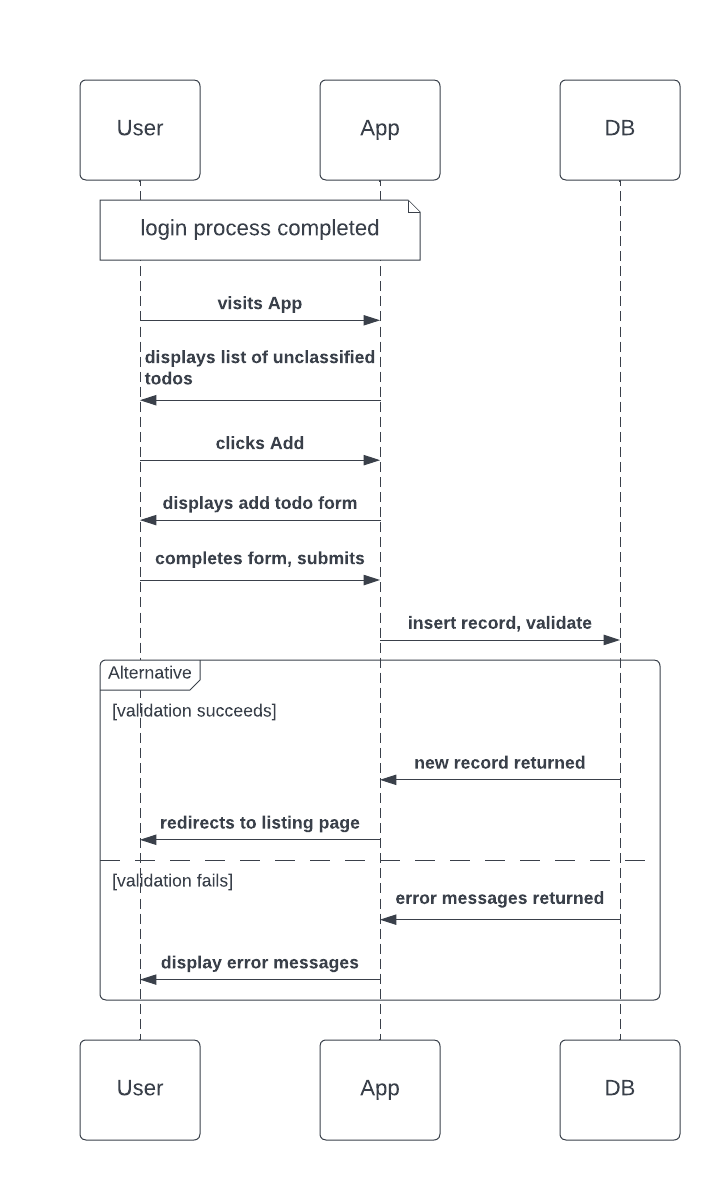 User
App
DB
login process completed
visits App
displays list of unclassified
todos
clicks Add
displays add todo form
completes form, submits
insert record, validate
Alternative
[validation succeeds]
new record returned
redirects to listing page
[validation fails]
error messages returned
display error messages
User
App
DB